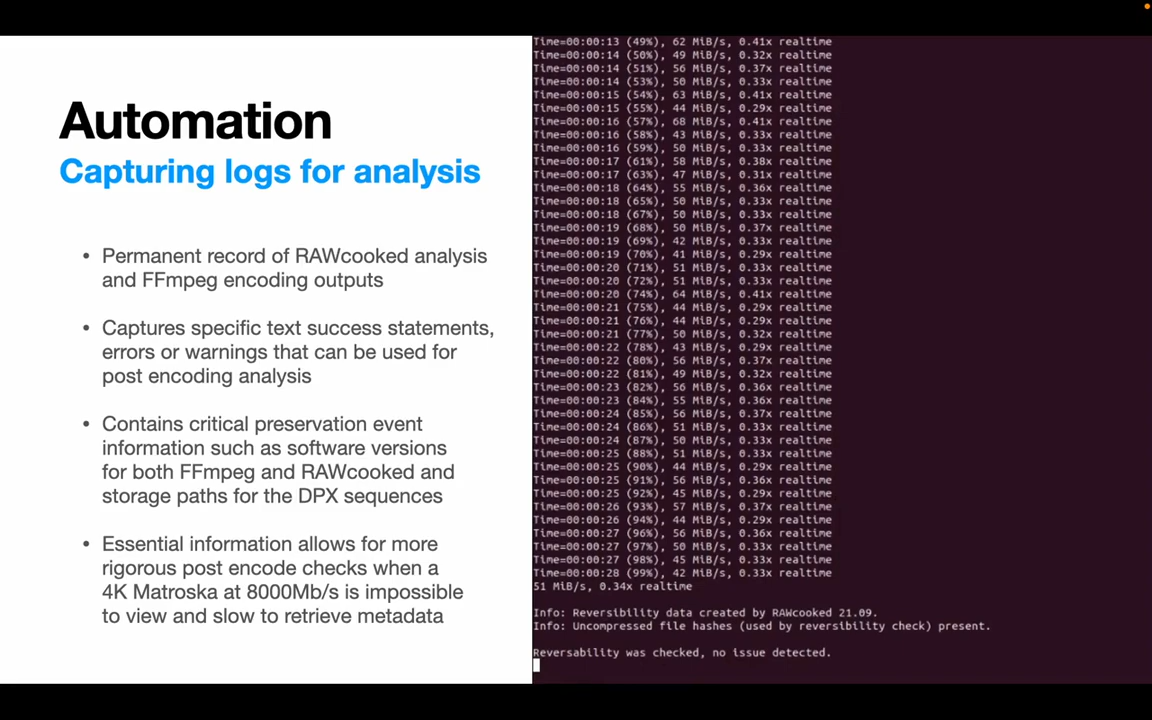 Automation
Capturing logs for analysis
• Permanent record of RAWcooked analysis
and FFmpeg encoding outputs
• Captures specific text success statements,
errors or warnings that can be used for
post encoding analysis
• Contains critical preservation event
information such as software versions
for both FFmpeg and RAWcooked and
storage paths for the DPX sequences
• Essential information allows for more
rigorous post encode checks when a
4K Matroska at 8000Mb/s is impossible
to view and slow to retrieve metadata
Time=00:00:13 (49%), 62 MiB/s, 0.41x realtime
Time=00:00:14 (50%), 49 MiB/s, 0.32x realtime
Time=00:00:14 (51%), 56 MiB/s, 0.37x realtime
Time=00:00:14 (53%), 50 MiB/s, 0.33x realtime
Time=00:00:15 (54%), 63 MiB/s, 0.41x realtime
Time=00:00:15 (55%), 44 MiB/s, 0.29x realtime
Time=00:00:16 (57%), 68 MiB/s, 0.41x realtime
Time=00:00:16 (58%), 43 MiB/s, 0.33x realtime
Time=00:00:16 (59%), 50 MiB/s, 0.33x realtime
Time=00:00:17 (61%), 58 MiB/s, 0.38x realtime
Time=00:00:17 (63%), 47 MiB/s, 0.31x realtime
Time=00:00:18 (64%), 55 MiB/s, 0.36x realtime
Time=00:00:18 (65%), 50 MiB/s, 0.33x realtime
Time=00:00:18 (67%), 50 MiB/s, 0.33x realtime
Time=00:00:19 (68%), 50 MiB/s, 0.37x realtime
Time=00:00:19 (69%), 42 MiB/s, 0.33x realtime
Time=00:00:19 (70%), 41 MiB/s, 0.29x realtime
Time=00:00:20 (71%), 51 MiB/s, 0.33x realtime
Time=00:00:20 (72%), 51 MiB/s, 0.33x realtime
Time=00:00:20 (74%), 64 MiB/s, 0.41x realtime
Time=00:00:21 (75%), 44 MiB/s, 0.29x realtime
Time=00:00:21 (76%), 44 MiB/s, 0.29x realtime
Time=00:00:21 (77%), 50 MiB/s, 0.32x realtime
Time=00:00:22 (78%), 43 MiB/s, 0.29x realtime
Time=00:00:22 (80%), 56 MiB/s, 0.37x realtime
Time=00:00:22 (81%), 49 MiB/s, 0.32x realtime
Time=00:00:23 (82%), 56 MiB/s, 0.36x realtime
Time=00:00:23 (84%), 55 MiB/s, 0.36x realtime
Time=00:00:24 (85%), 56 MiB/s, 0.37x realtime
Time=00:00:24 (86%), 51 MiB/s, 0.33x realtime
Time=00:00:24 (87%), 50 MiB/s, 0.33x realtime
Time=00:00:25 (88%), 51 MiB/s, 0.33x realtime
Time=00:00:25 (90%), 44 MiB/s, 0.29x realtime
Time=00:00:25 (91%), 56 MiB/s, 0.36x realtime
Time=00:00:25 (92%), 45 MiB/s, 0.29x realtime
Time=00:00:26 (93%), 57 MiB/s, 0.37x realtime
Time=00:00:26 (94%), 44 MiB/s, 0.29x realtime
Time=00:00:27 (96%), 56 MiB/s, 0.36x realtime
Time=00:00:27 (97%), 50 MiB/s, 0.33x realtime
Time=00:00:27 (98%), 45 MiB/s, 0.33x realtime
Time=00:00:28 (99%), 42 MiB/s, 0.33x realtime
51 MiB/s, 0.34x realtime
Info: Reversibility data created by RAWcooked 21.09.
Info: Uncompressed file hashes (used by reversibility check) present.
Reversability was checked, no issue detected.